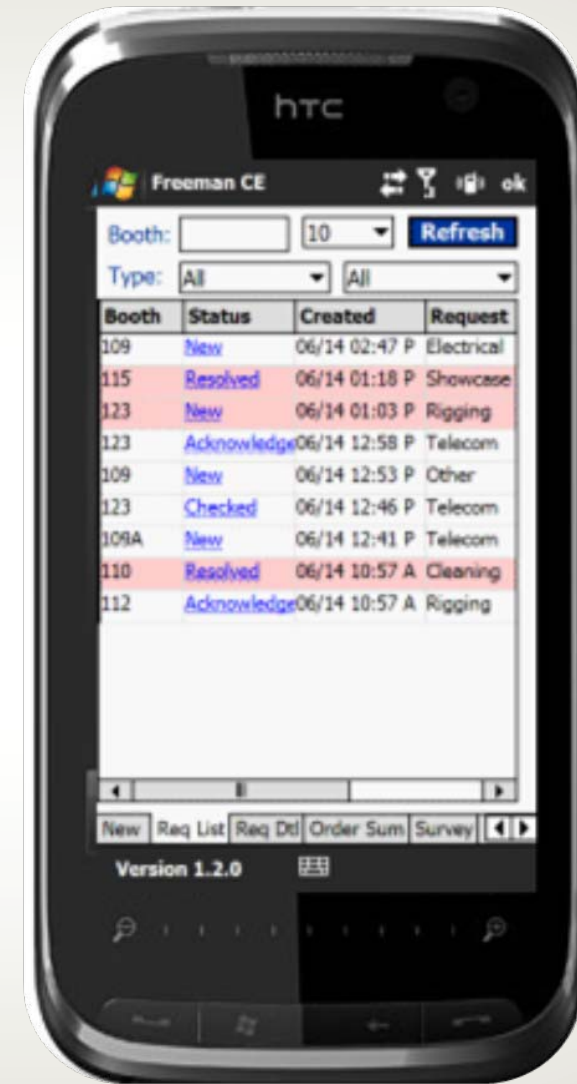 hTC
Freeman CE ok
Booth: 10 Refresh
Type: All All
Booth Status Created Request
109 New 06/14 02:47 P Electrical
115 Resolved 06/14 01:18 P Showcase
123 New 06/14 01:03 P Rigging
123 Acknowledge 06/14 12:58 P Telecom
109 New 06/14 12:53 P Other
123 Checked 06/14 12:46 P Telecom
109A New 06/14 12:41 P Telecom
110 Resolved 06/14 10:57 A Cleaning
112 Acknowledge 06/14 10:57 A Rigging
New Req List Req Dtl Order Sum Survey
Version 1.2.0